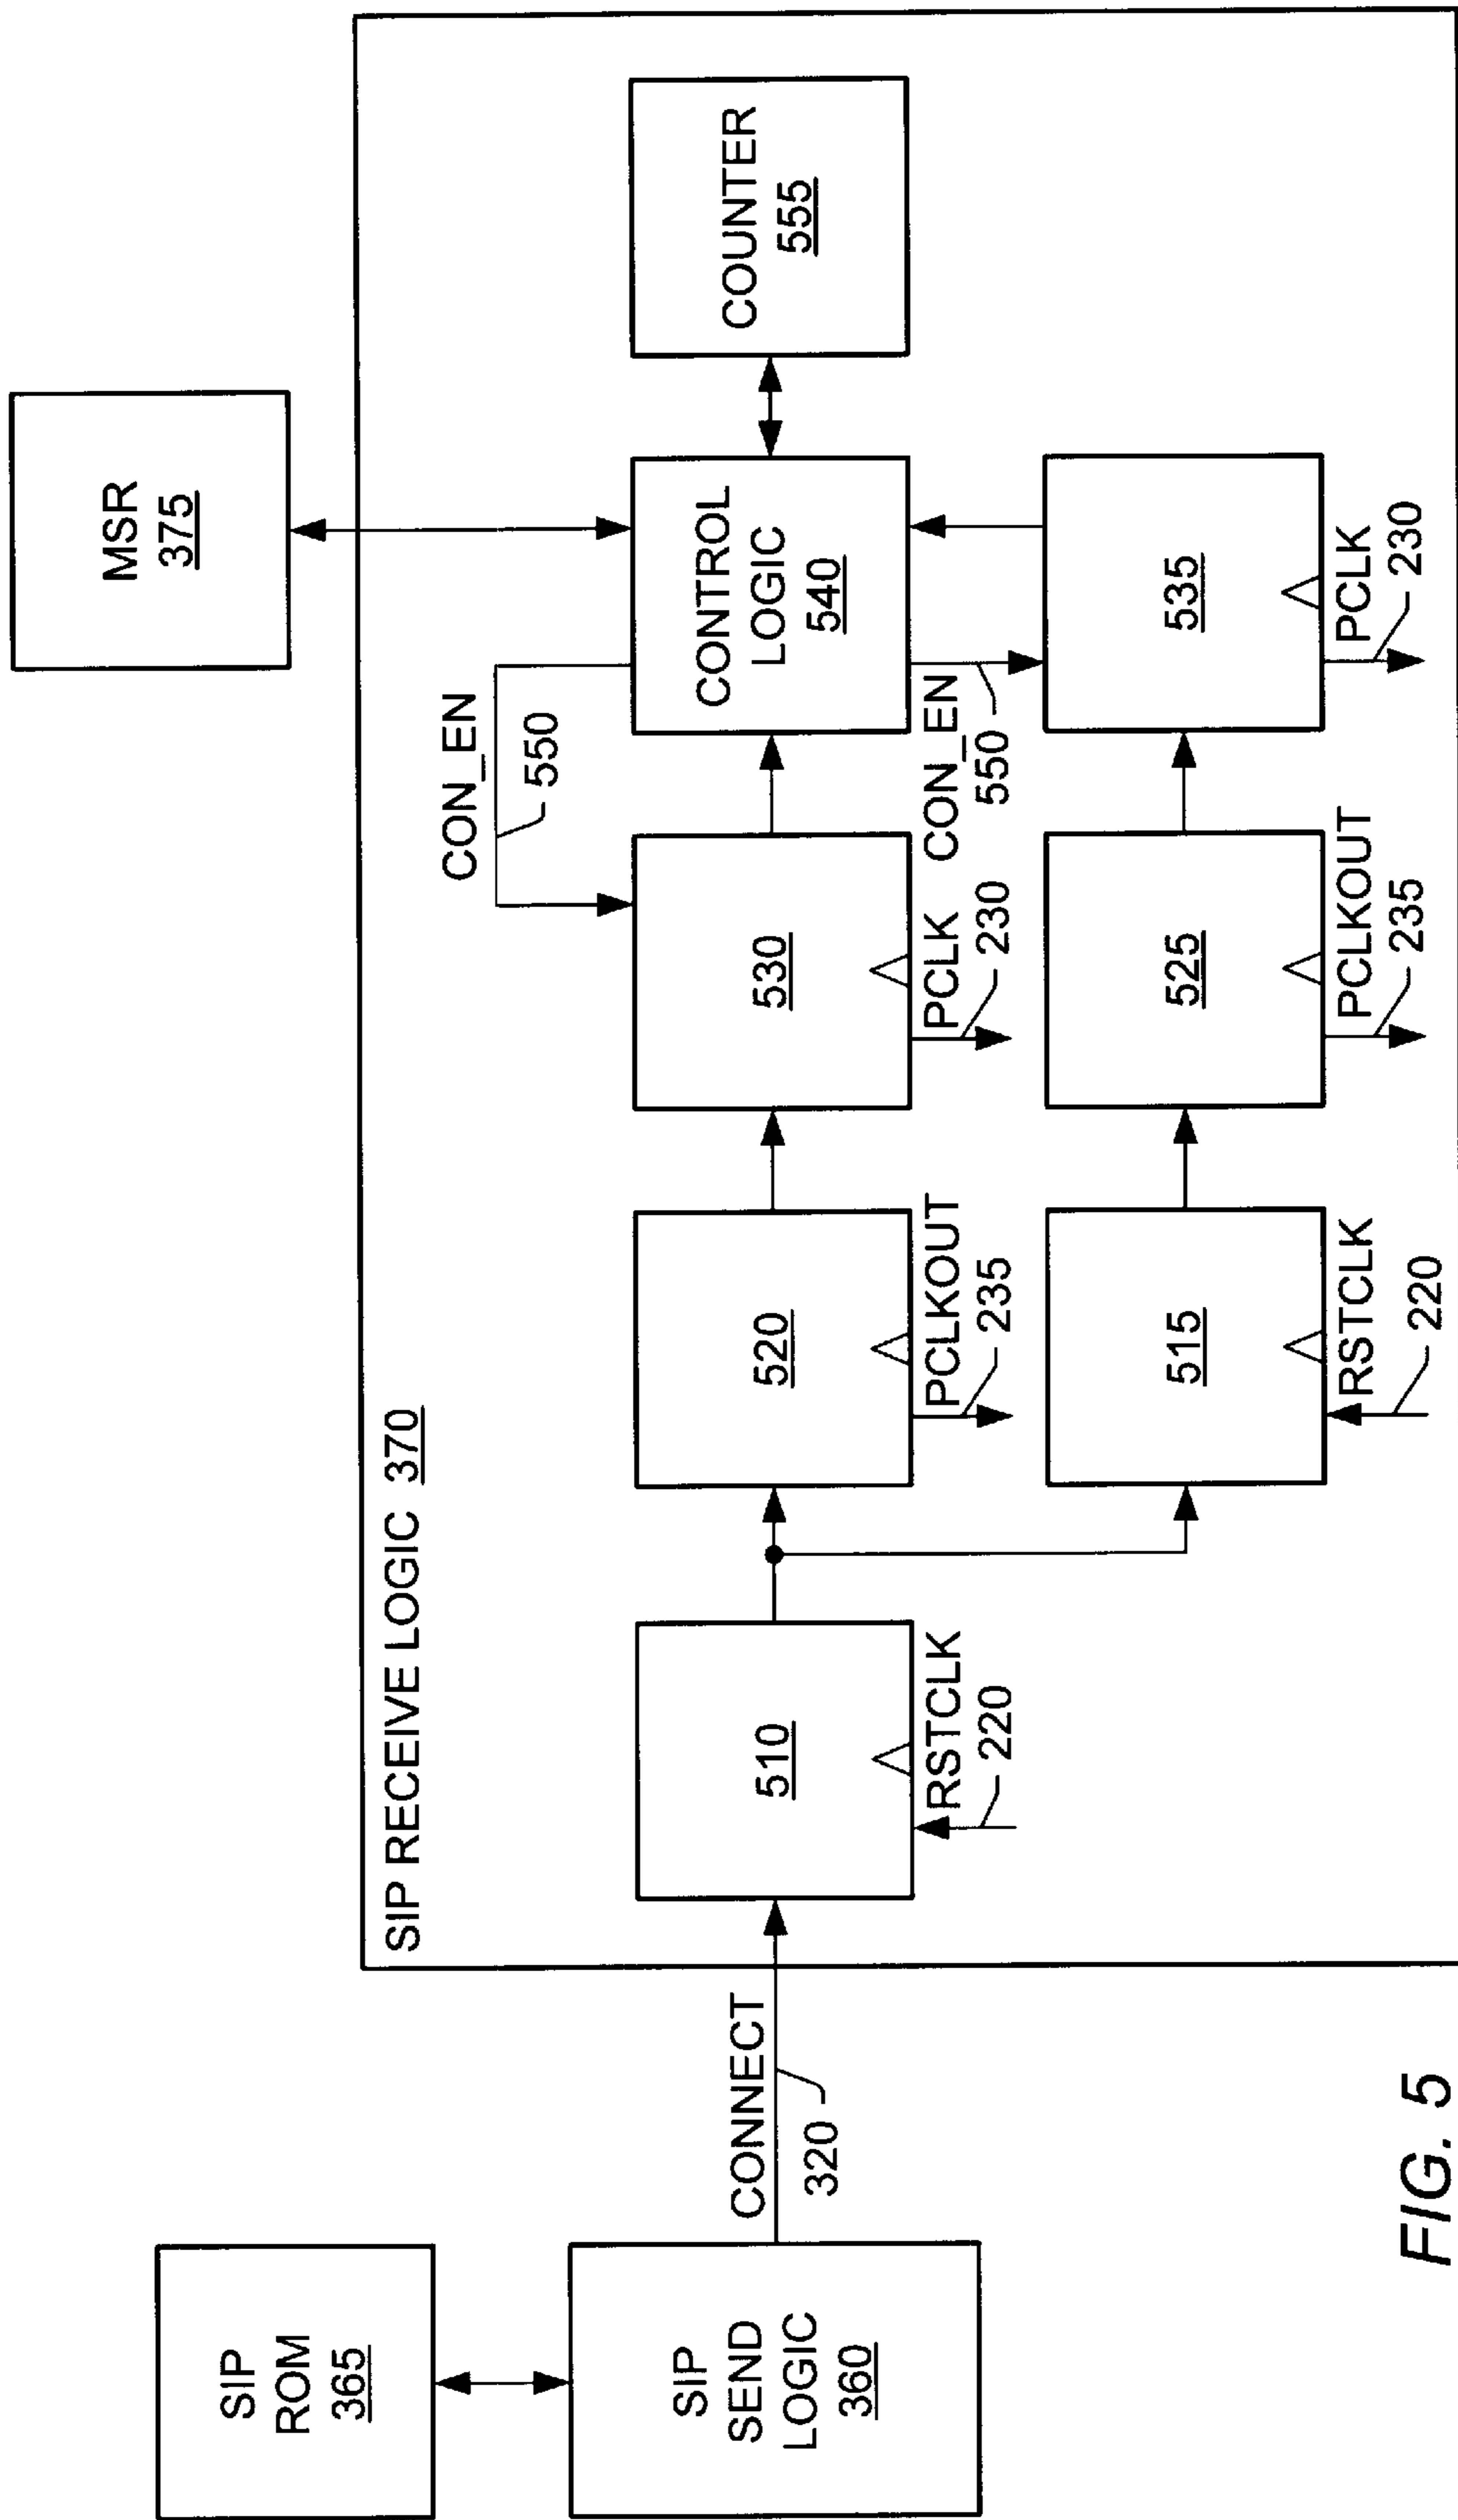 SIP
ROM
365
SIP
SEND
LOGIC
360
CONNECT
320
SIP RECEIVE LOGIC 370
510
RSTCLK
220
520
PCLKOUT
235
530
PCLK
230
CON_EN
550
CONTROL
LOGIC
540
CON_EN
550
COUNTER
555
MSR
375
515
RSTCLK
220
525
PCLKOUT
235
535
PCLK
230
FIG. 5